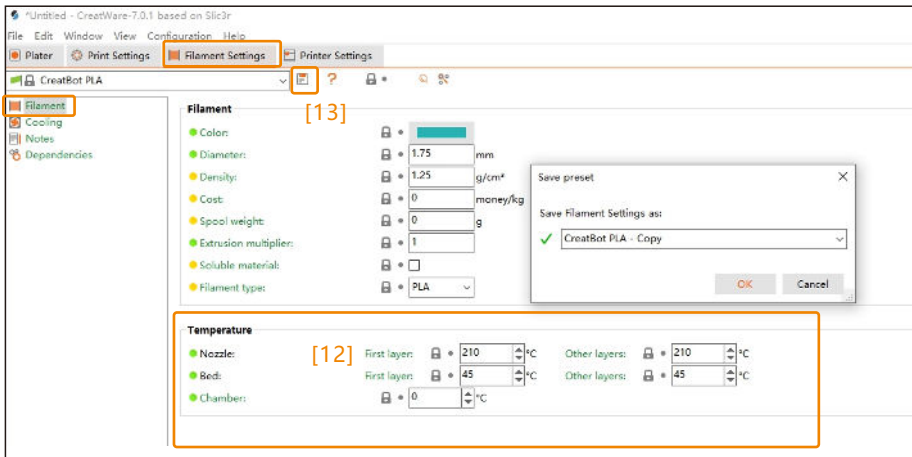 *Untitled - CreatWare-7.0.1 based on Slic3r
File Edit Window View Configuration Help
Plater Print Settings Filament Settings Printer Settings
CreatBot PLA ?
[13]
Filament
Cooling
Notes
Dependencies
Filament
Color:
Diameter: 1.75 mm
Density: 1.25 g/cm³
Cost: 0 money/kg
Spool weight: 0 g
Extrusion multiplier: 1
Soluble material:
Filament type: PLA
Save preset
Save Filament Settings as:
CreatBot PLA - Copy
OK Cancel
Temperature
[12]
Nozzle: First layer: 210 °C Other layers: 210 °C
Bed: First layer: 45 °C Other layers: 45 °C
Chamber: 0 °C